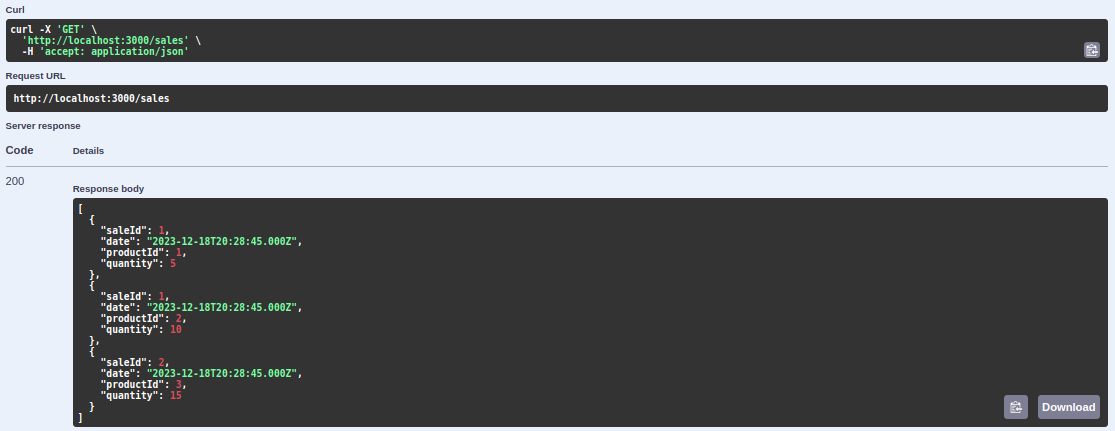 Curl
curl -X 'GET' \
  'http://localhost:3000/sales' \
  -H 'accept: application/json'
Request URL
http://localhost:3000/sales
Server response
Code Details
200
Response body
[
  {
    "saleId": 1,
    "date": "2023-12-18T20:28:45.000Z",
    "productId": 1,
    "quantity": 5
  },
  {
    "saleId": 1,
    "date": "2023-12-18T20:28:45.000Z",
    "productId": 2,
    "quantity": 10
  },
  {
    "saleId": 2,
    "date": "2023-12-18T20:28:45.000Z",
    "productId": 3,
    "quantity": 15
  }
]
Download